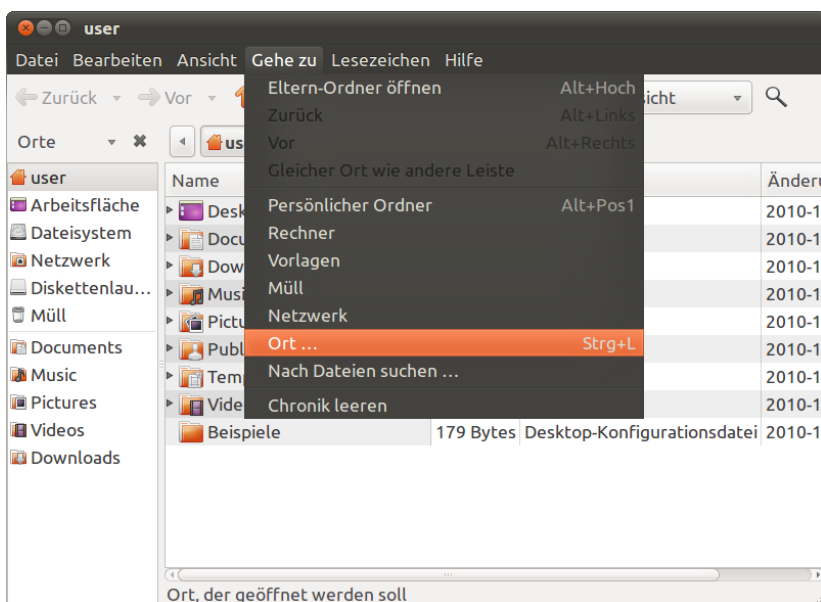 user
Datei Bearbeiten Ansicht Gehe zu Lesezeichen Hilfe
Zurück Vor
Orte
user
Arbeitsfläche
Dateisystem
Netzwerk
Diskettenlau...
Müll
Documents
Music
Pictures
Videos
Downloads
Eltern-Ordner öffnen Alt+Hoch
Zurück Alt+Links
Vor Alt+Rechts
Gleicher Ort wie andere Leiste
Persönlicher Ordner Alt+Pos1
Rechner
Vorlagen
Müll
Netzwerk
Ort ... Strg+L
Nach Dateien suchen ...
Chronik leeren
Name
Beispiele 179 Bytes Desktop-Konfigurationsdatei 2010-1
Ort, der geöffnet werden soll